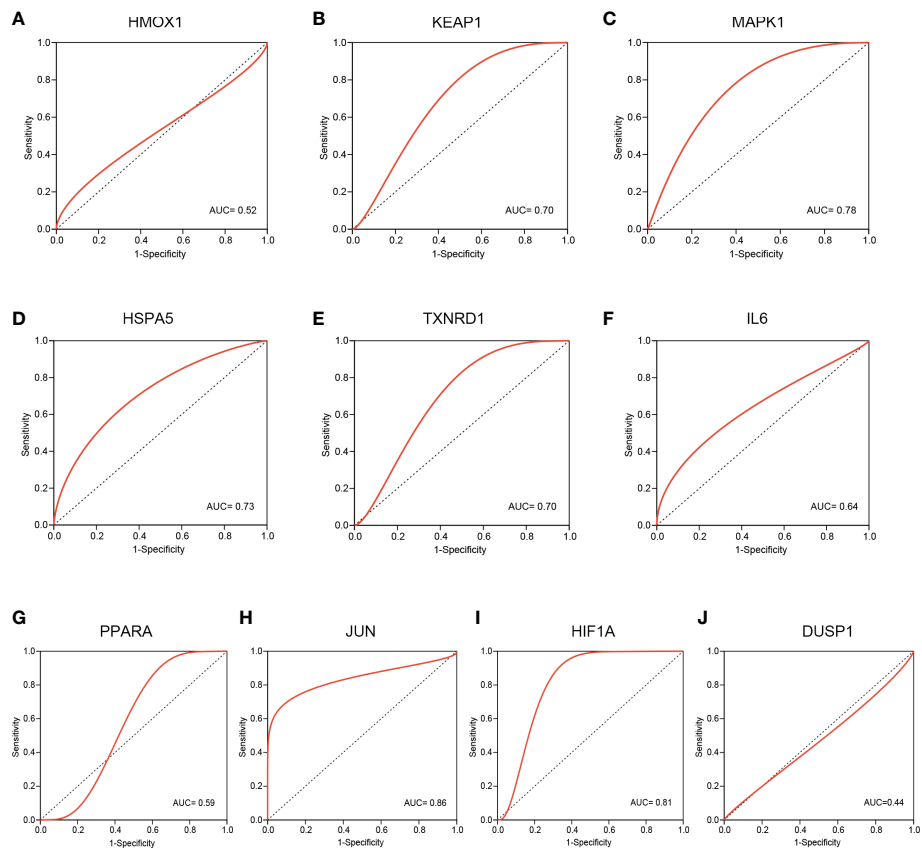 A
HMOX1
1.0
0.8
0.6
0.4
0.2
0.0
Sensitivity
AUC= 0.52
0.0 0.2 0.4 0.6 0.8 1.0
1-Specificity
B
KEAP1
1.0
0.8
0.6
0.4
0.2
0.0
Sensitivity
AUC= 0.70
0.0 0.2 0.4 0.6 0.8 1.0
1-Specificity
C
MAPK1
1.0
0.8
0.6
0.4
0.2
0.0
Sensitivity
AUC= 0.78
0.0 0.2 0.4 0.6 0.8 1.0
1-Specificity
D
HSPA5
1.0
0.8
0.6
0.4
0.2
0.0
Sensitivity
AUC= 0.73
0.0 0.2 0.4 0.6 0.8 1.0
1-Specificity
E
TXNRD1
1.0
0.8
0.6
0.4
0.2
0.0
Sensitivity
AUC= 0.70
0.0 0.2 0.4 0.6 0.8 1.0
1-Specificity
F
IL6
1.0
0.8
0.6
0.4
0.2
0.0
Sensitivity
AUC= 0.64
0.0 0.2 0.4 0.6 0.8 1.0
1-Specificity
G
PPARA
1.0
0.8
0.6
0.4
0.2
0.0
Sensitivity
AUC= 0.59
0.0 0.2 0.4 0.6 0.8 1.0
1-Specificity
H
JUN
1.0
0.8
0.6
0.4
0.2
0.0
Sensitivity
AUC= 0.86
0.0 0.2 0.4 0.6 0.8 1.0
1-Specificity
I
HIF1A
1.0
0.8
0.6
0.4
0.2
0.0
Sensitivity
AUC= 0.81
0.0 0.2 0.4 0.6 0.8 1.0
1-Specificity
J
DUSP1
1.0
0.8
0.6
0.4
0.2
0.0
Sensitivity
AUC=0.44
0.0 0.2 0.4 0.6 0.8 1.0
1-Specificity